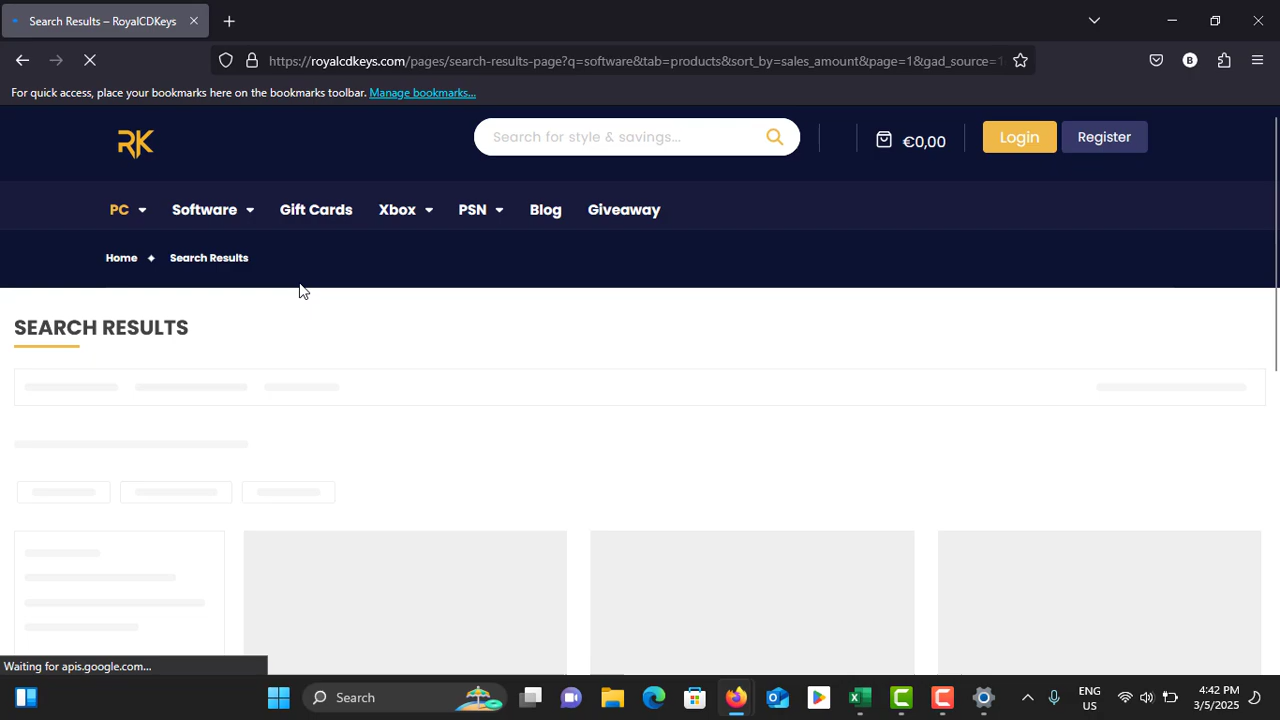 Search Results – RoyalCDKeys
https://royalcdkeys.com/pages/search-results-page?q=software&tab=products&sort_by=sales_amount&page=1&gad_source=1
For quick access, place your bookmarks here on the bookmarks toolbar. Manage bookmarks...
RK
Search for style & savings...
€0,00
Login
Register
PC
Software
Gift Cards
Xbox
PSN
Blog
Giveaway
Home
Search Results
SEARCH RESULTS
Waiting for apis.google.com...
Search
ENG
US
4:42 PM
3/5/2025